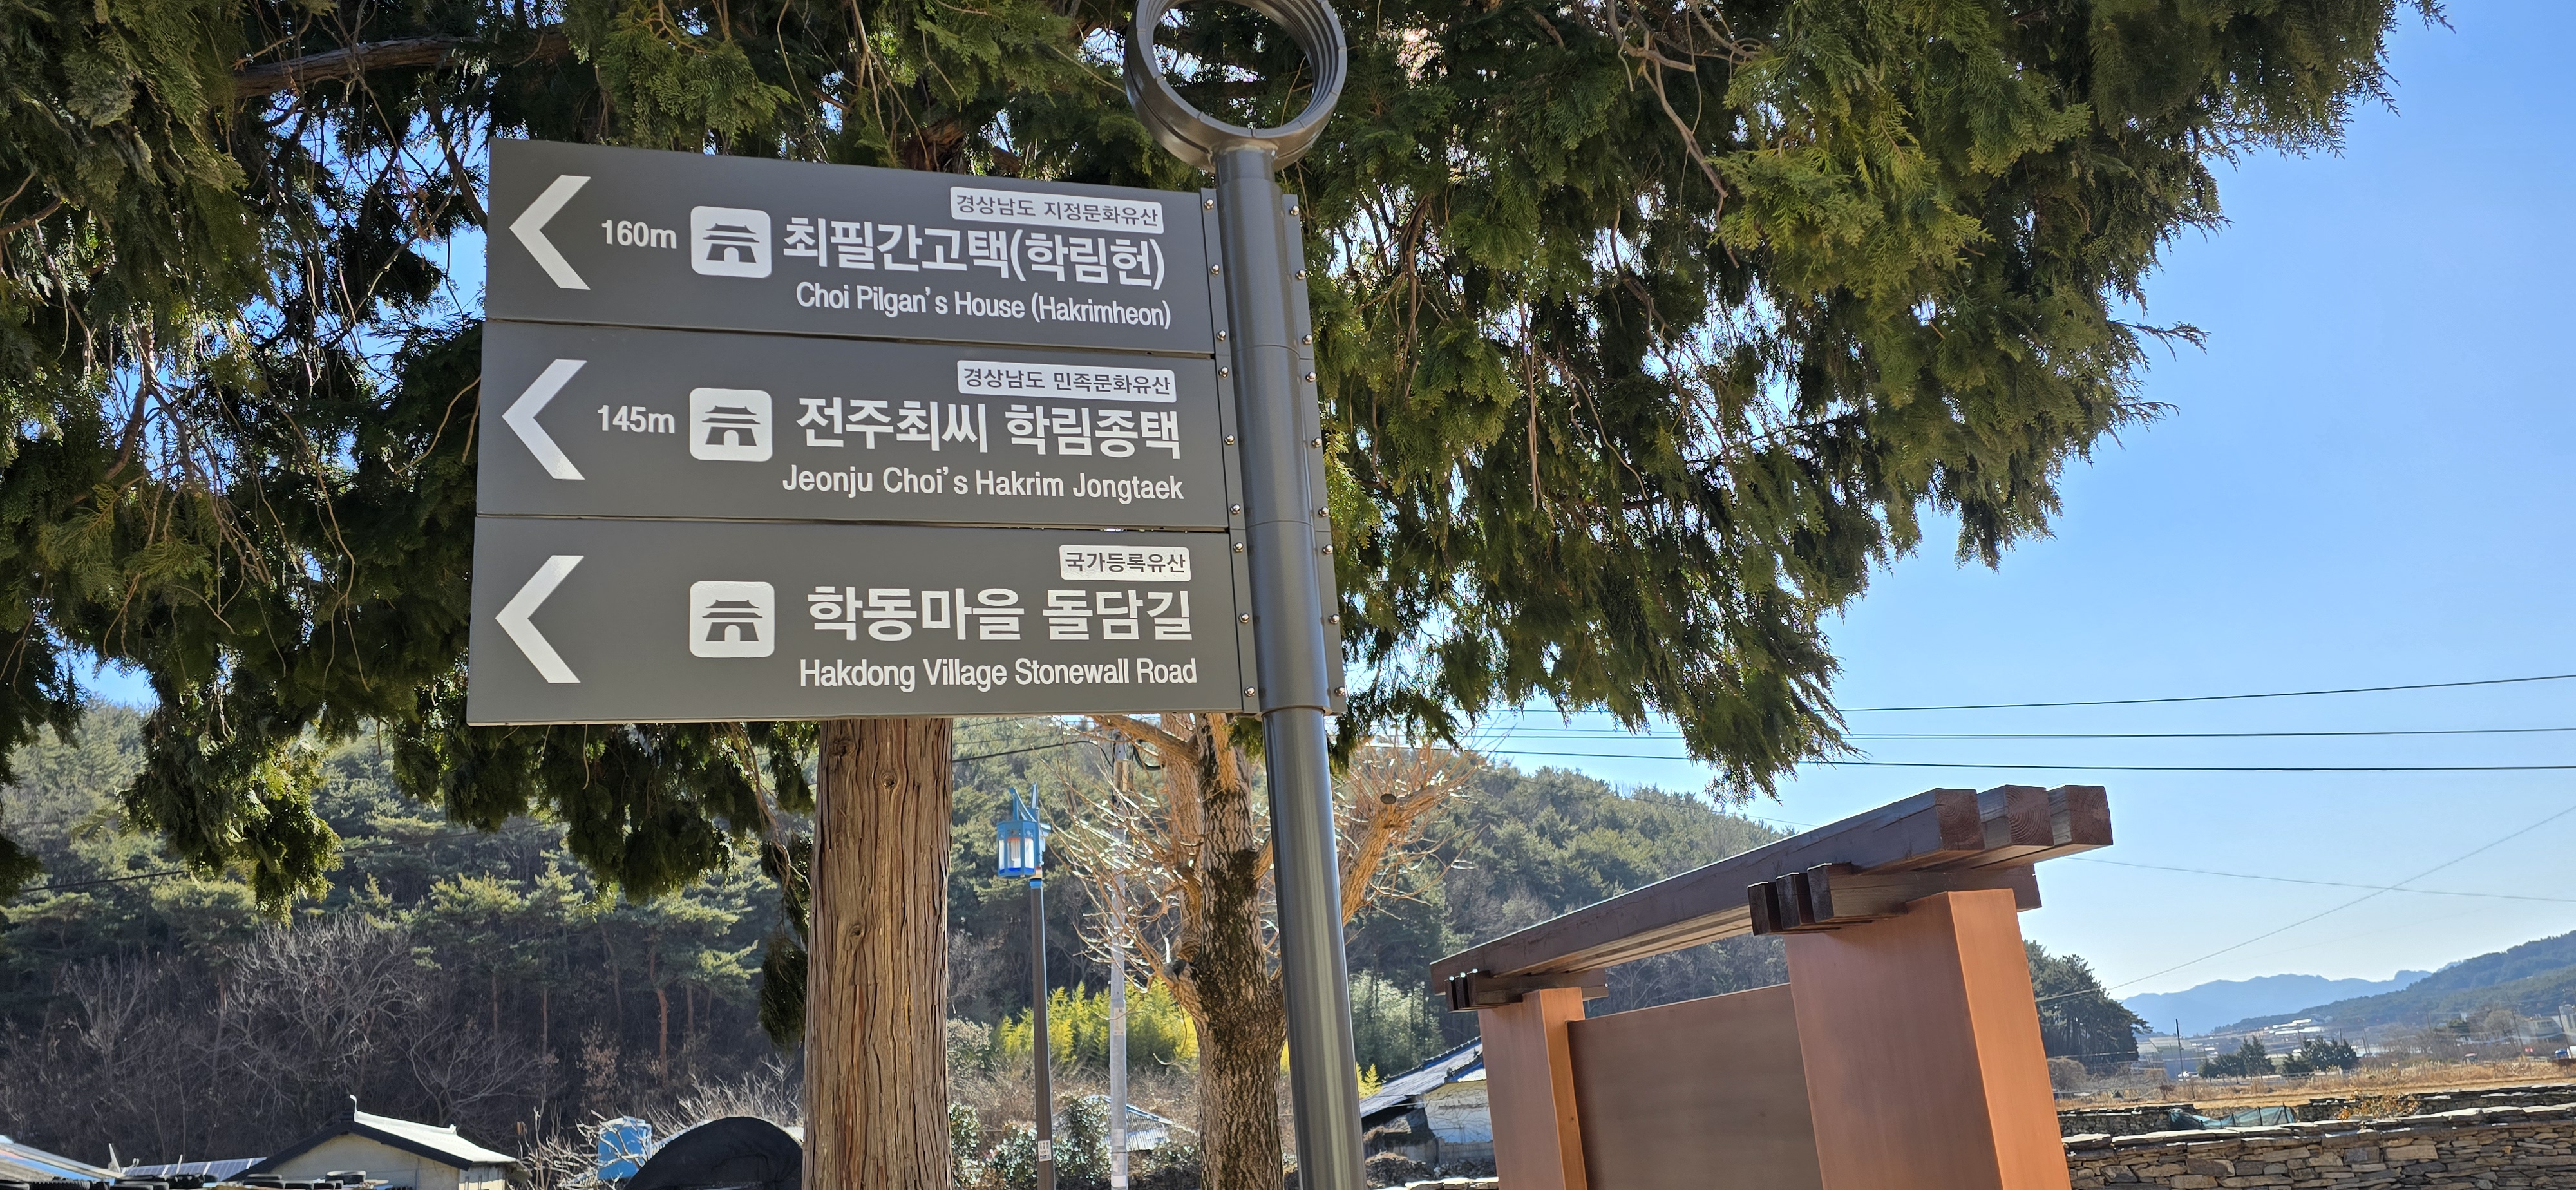 경상남도 지정문화유산
160m 최필간고택(학림헌)
Choi Pilgan's House (Hakrimheon)
경상남도 민족문화유산
145m 전주최씨 학림종택
Jeonju Choi's Hakrim Jongtaek
국가등록유산
학동마을 돌담길
Hakdong Village Stonewall Road